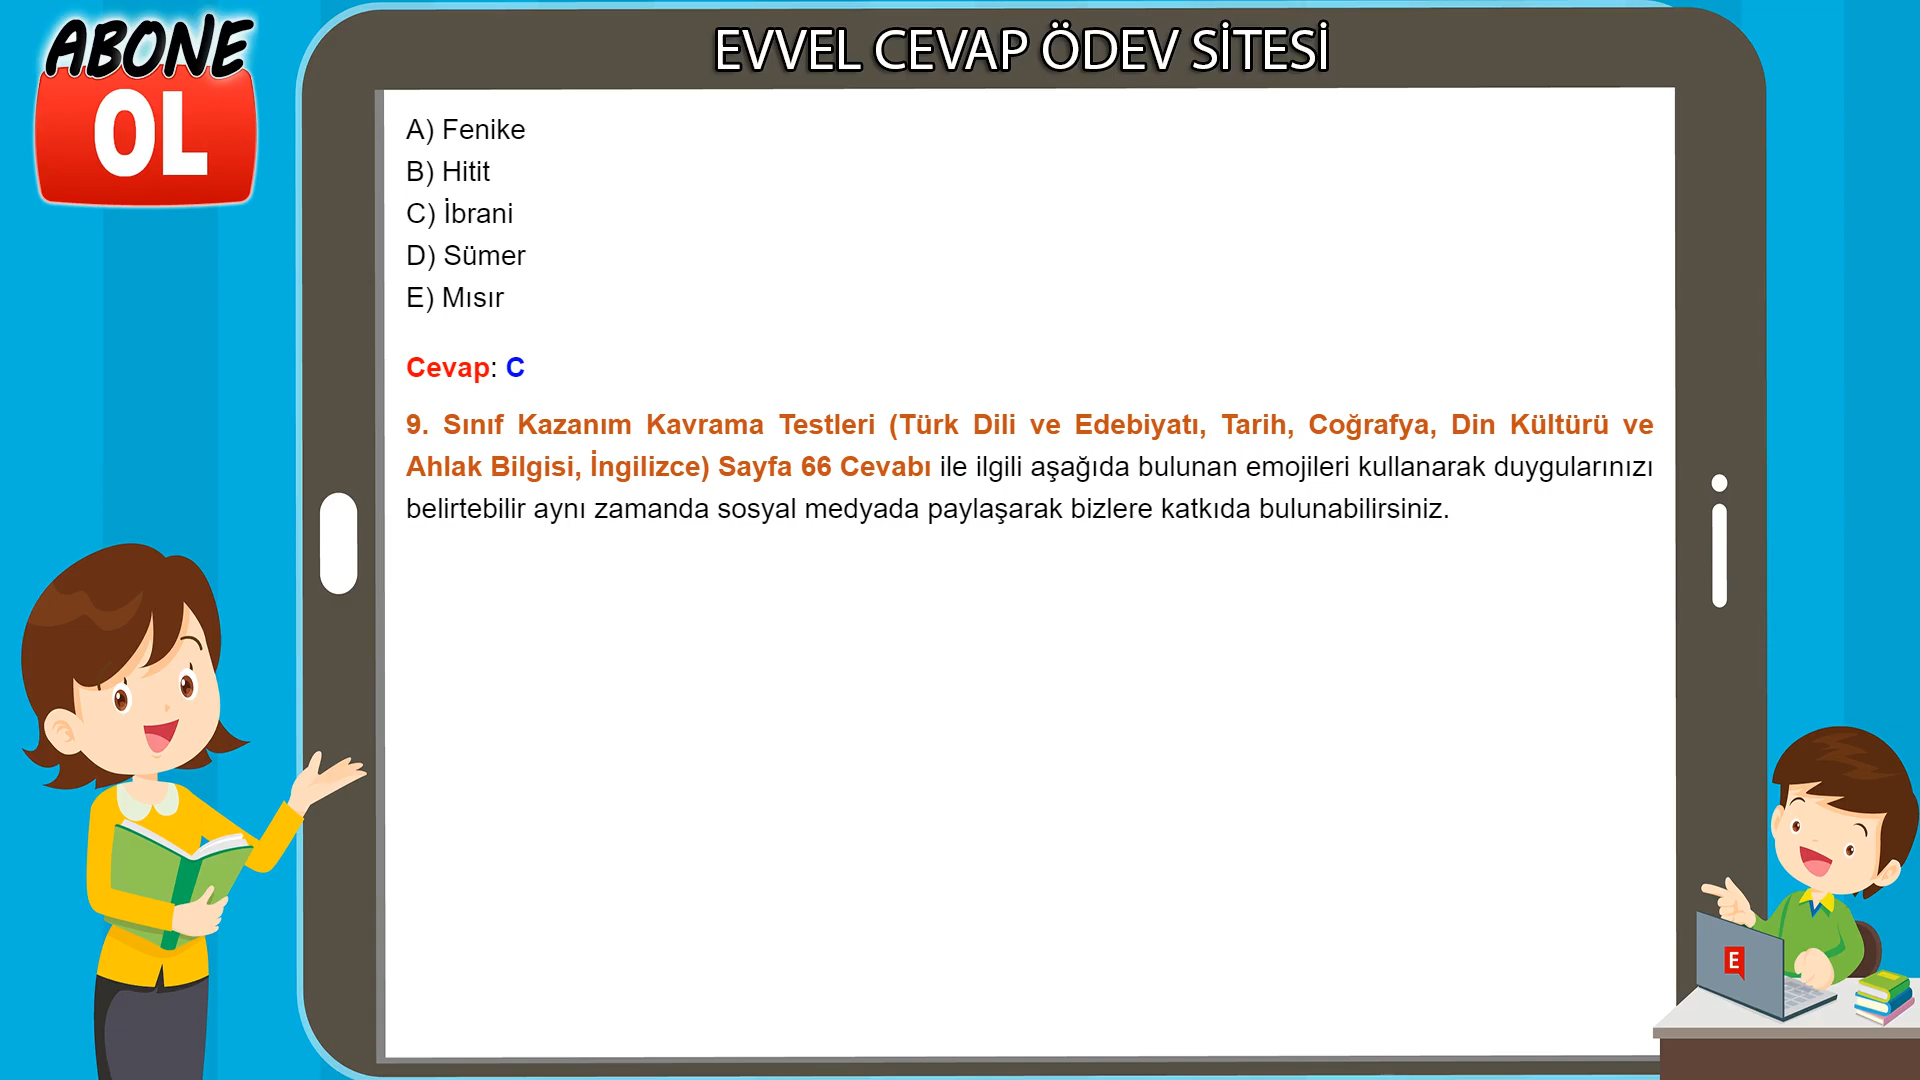 ABONE
OL
EVVEL CEVAP ÖDEV SİTESİ
A) Fenike
B) Hitit
C) İbrani
D) Sümer
E) Mısır
Cevap: C
9. Sınıf Kazanım Kavrama Testleri (Türk Dili ve Edebiyatı, Tarih, Coğrafya, Din Kültürü ve
Ahlak Bilgisi, İngilizce) Sayfa 66 Cevabı ile ilgili aşağıda bulunan emojileri kullanarak duygularınızı
belirtebilir aynı zamanda sosyal medyada paylaşarak bizlere katkıda bulunabilirsiniz.
E